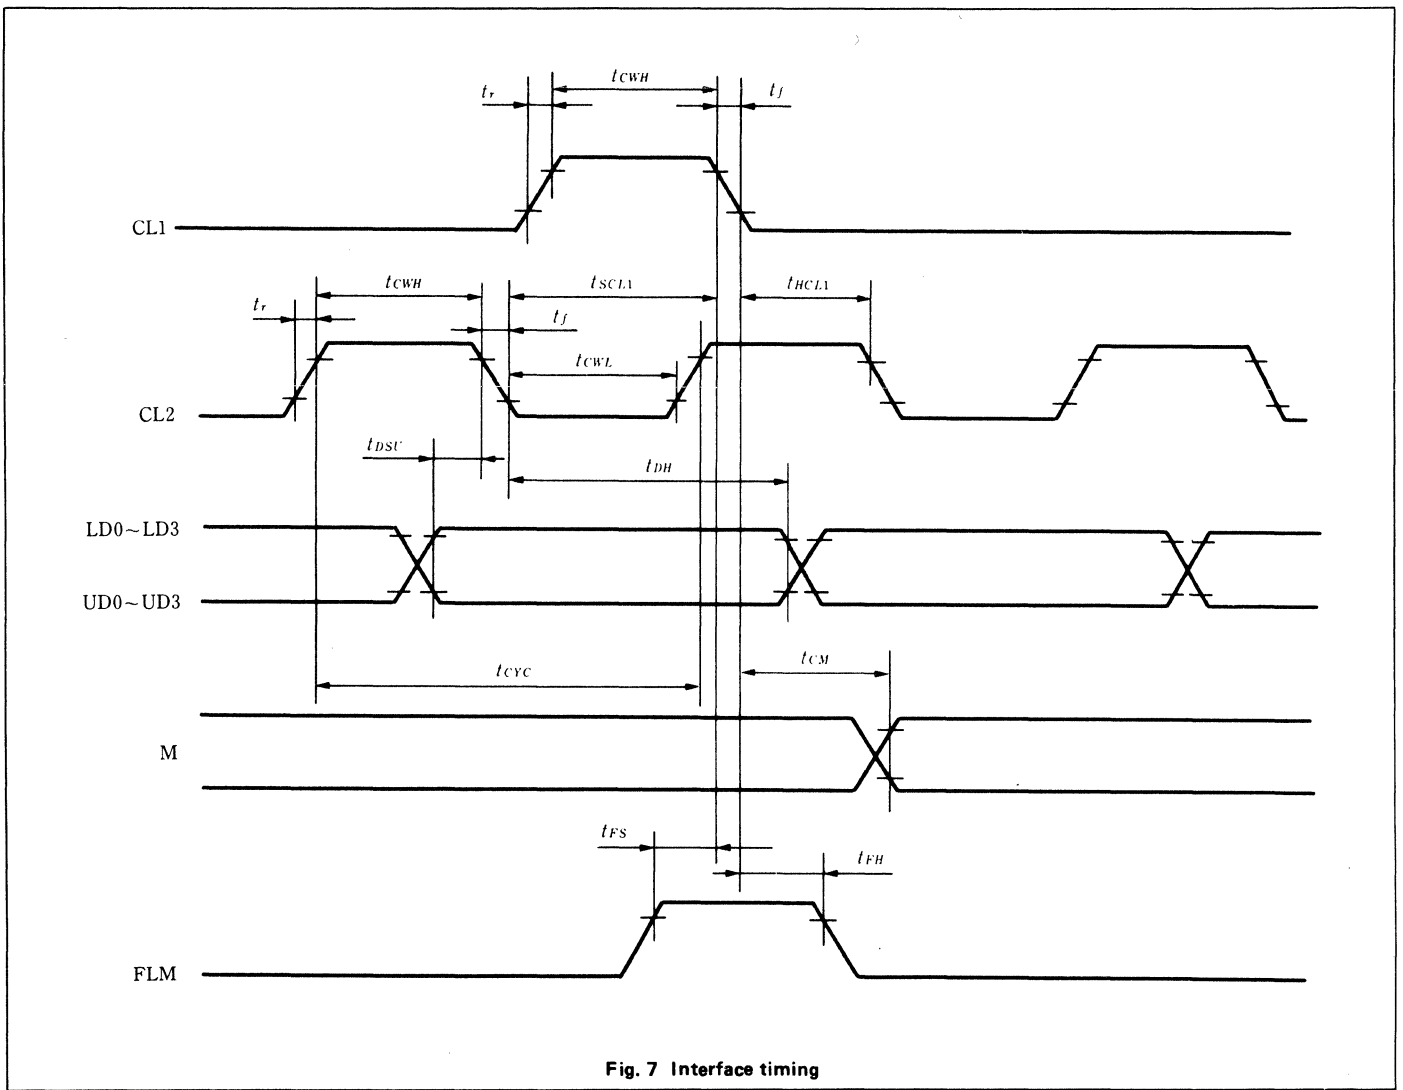 tCWH
tr
tf
CL1
tCWH
tSCL1
tHCL1
tr
tf
tCWL
CL2
tDSU
tDH
LD0~LD3
UD0~UD3
tCYC
tCM
M
tFS
tFH
FLM
Fig. 7 Interface timing